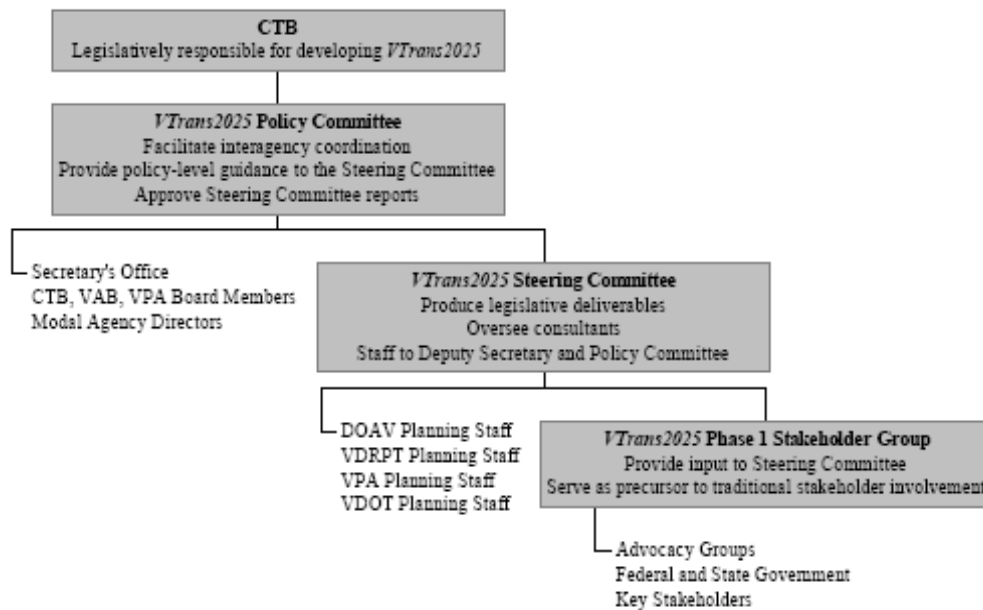 CTB
Legislatively responsible for developing VTrans2025
VTrans2025 Policy Committee
Facilitate interagency coordination
Provide policy-level guidance to the Steering Committee
Approve Steering Committee reports
Secretary's Office
CTB, VAB, VPA Board Members
Modal Agency Directors
VTrans2025 Steering Committee
Produce legislative deliverables
Oversee consultants
Staff to Deputy Secretary and Policy Committee
DOAV Planning Staff
VDRPT Planning Staff
VPA Planning Staff
VDOT Planning Staff
VTrans2025 Phase 1 Stakeholder Group
Provide input to Steering Committee
Serve as precursor to traditional stakeholder involvement
Advocacy Groups
Federal and State Government
Key Stakeholders